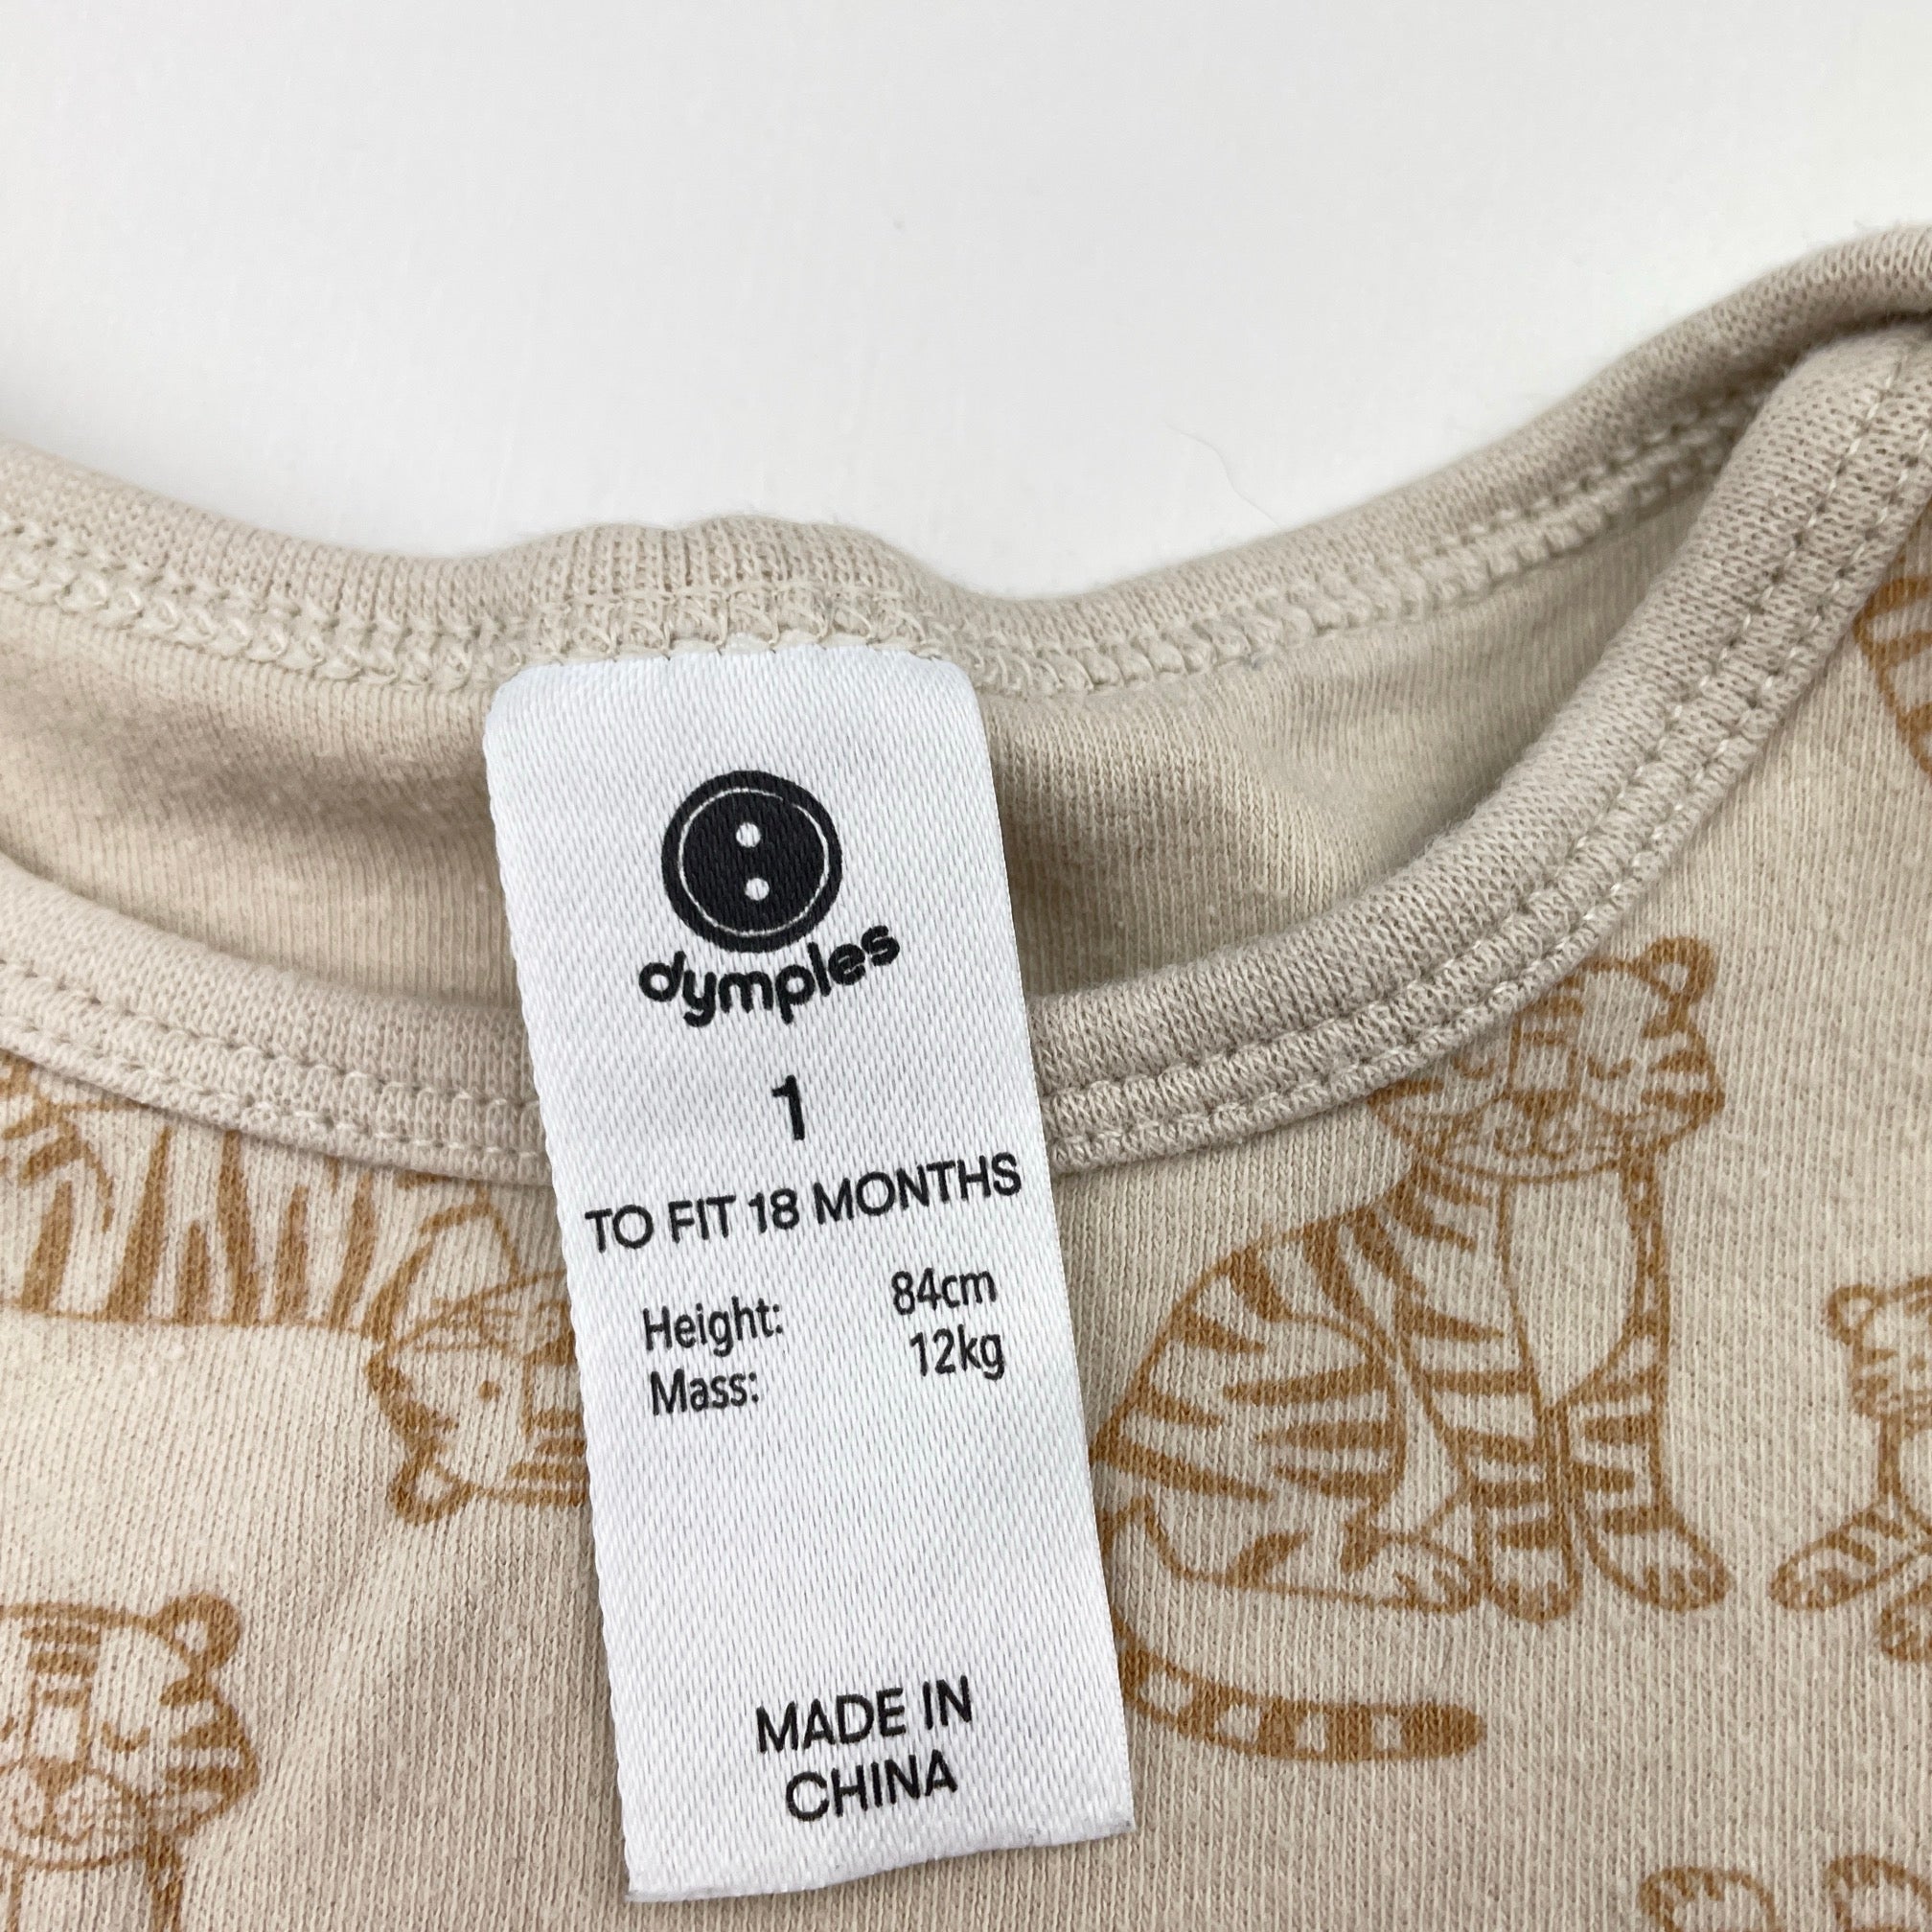 dymples
1
TO FIT 18 MONTHS
Height: 84cm
Mass: 12kg
MADE IN
CHINA